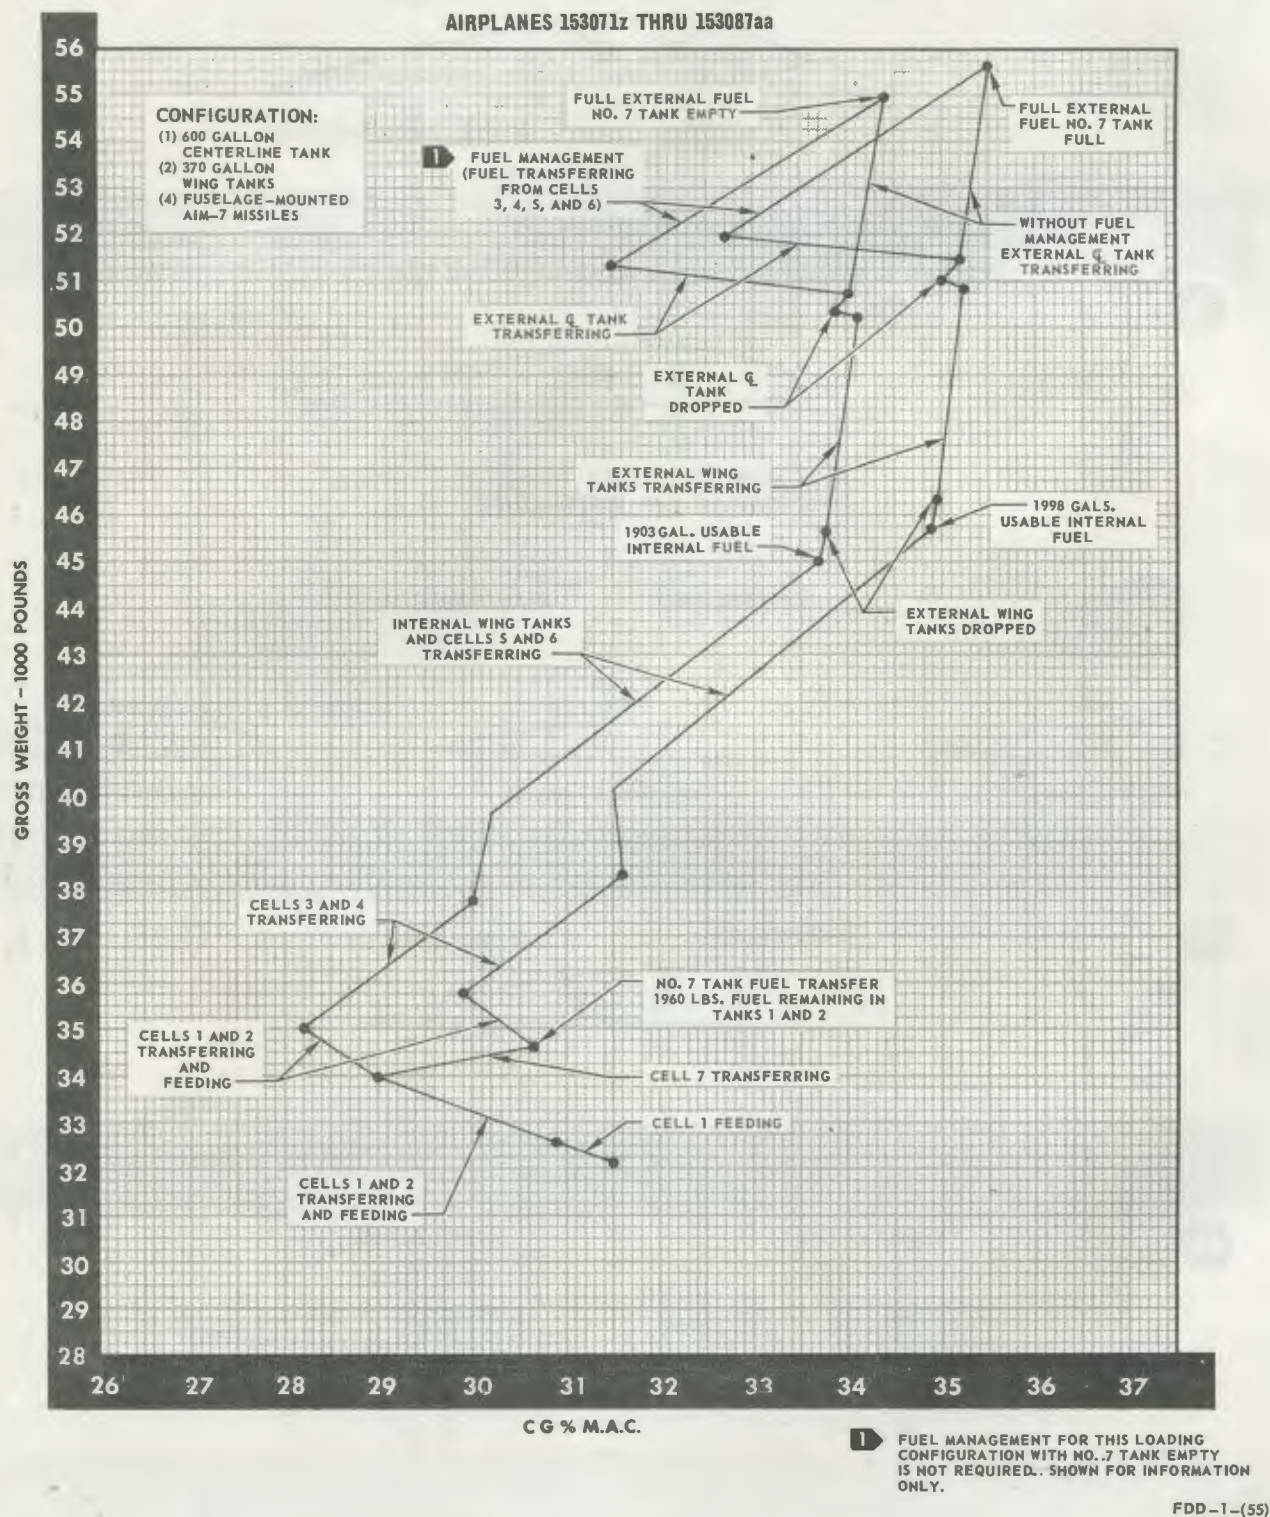 AIRPLANES 153071z THRU 153087aa
56
55
54
53
52
51
50
49
48
47
46
45
44
43
42
41
40
39
38
37
36
35
34
33
32
31
30
29
28
GROSS WEIGHT - 1000 POUNDS
CONFIGURATION:
(1) 600 GALLON
CENTERLINE TANK
(2) 370 GALLON
WING TANKS
(4) FUSELAGE-MOUNTED
AIM-7 MISSILES
FULL EXTERNAL FUEL
NO. 7 TANK EMPTY
FULL EXTERNAL
FUEL NO. 7 TANK
FULL
1 FUEL MANAGEMENT
(FUEL TRANSFERRING
FROM CELLS
3, 4, 5, AND 6)
WITHOUT FUEL
MANAGEMENT
EXTERNAL ℄ TANK
TRANSFERRING
EXTERNAL ℄ TANK
TRANSFERRING
EXTERNAL ℄
TANK
DROPPED
EXTERNAL WING
TANKS TRANSFERRING
1998 GALS.
USABLE INTERNAL
FUEL
1903 GAL. USABLE
INTERNAL FUEL
EXTERNAL WING
TANKS DROPPED
INTERNAL WING TANKS
AND CELLS 5 AND 6
TRANSFERRING
CELLS 3 AND 4
TRANSFERRING
NO. 7 TANK FUEL TRANSFER
1960 LBS. FUEL REMAINING IN
TANKS 1 AND 2
CELLS 1 AND 2
TRANSFERRING
AND
FEEDING
CELL 7 TRANSFERRING
CELL 1 FEEDING
CELLS 1 AND 2
TRANSFERRING
AND FEEDING
26 27 28 29 30 31 32 33 34 35 36 37
CG % M.A.C.
1 FUEL MANAGEMENT FOR THIS LOADING
CONFIGURATION WITH NO..7 TANK EMPTY
IS NOT REQUIRED.. SHOWN FOR INFORMATION
ONLY.
FDD-1-(55)